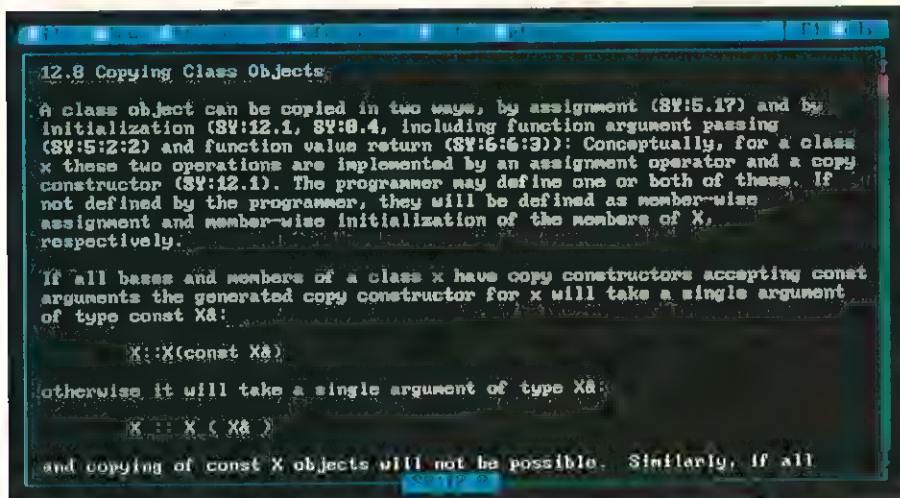 12.8 Copying Class Objects
A class object can be copied in two ways, by assignment (SY:5.17) and by
initialization (SY:12.1, SY:8.4, including function argument passing
(SY:5:2:2) and function value return (SY:6:6:3)): Conceptually, for a class
x these two operations are implemented by an assignment operator and a copy
constructor (SY:12.1). The programmer may define one or both of these. If
not defined by the programmer, they will be defined as member-wise
assignment and member-wise initialization of the members of X,
respectively.
If all bases and members of a class x have copy constructors accepting const
arguments the generated copy constructor for x will take a single argument
of type const X&:
X::X(const X&)
otherwise it will take a single argument of type X&
X :: X ( X& )
and copying of const X objects will not be possible. Similarly, if all